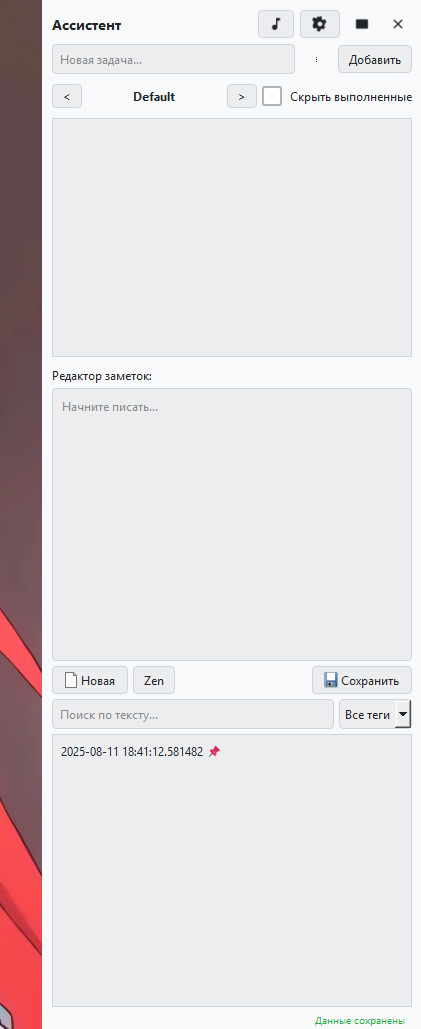 Ассистент
Новая задача...
Добавить
<
Default
>
Скрыть выполненные
Редактор заметок:
Начните писать...
Новая
Zen
Сохранить
Поиск по тексту...
Все теги
2025-08-11 18:41:12.581482
Данные сохранены